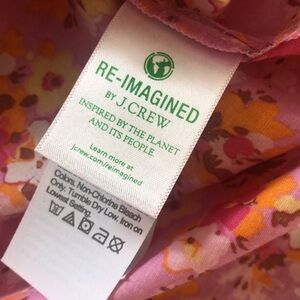 RE-IMAGINED
BY J.CREW
INSPIRED BY THE PLANET
AND ITS PEOPLE
Learn more at
jcrew.com/reimagined
Colors. Non-Chlorine Bleach
Only. Tumble Dry Low. Iron on
Lowest Setting.